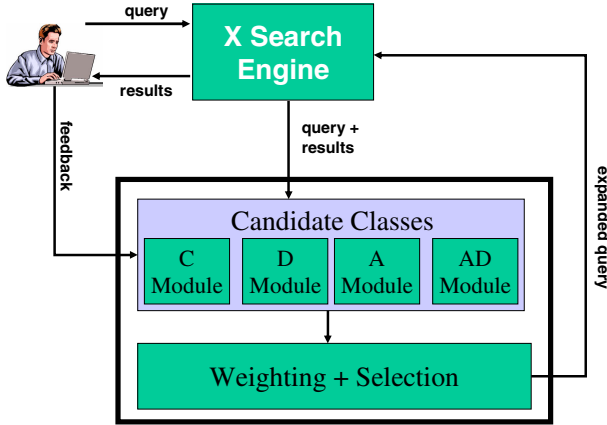 query
X Search
Engine
results
feedback
query +
results
expanded query
Candidate Classes
C
Module
D
Module
A
Module
AD
Module
Weighting + Selection